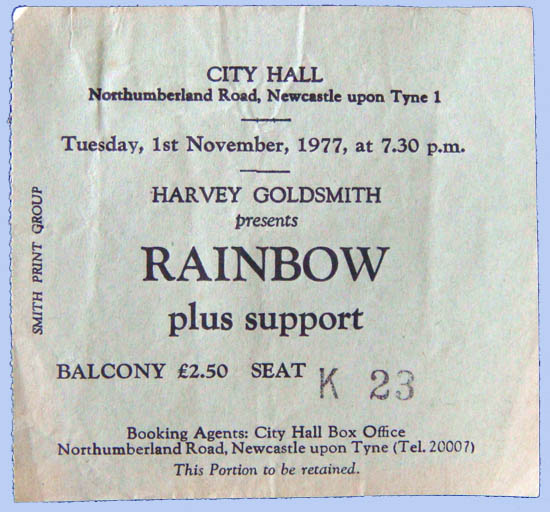 CITY HALL
Northumberland Road, Newcastle upon Tyne 1
Tuesday, 1st November, 1977, at 7.30 p.m.
HARVEY GOLDSMITH
presents
RAINBOW
plus support
BALCONY £2.50 SEAT K 23
Booking Agents: City Hall Box Office
Northumberland Road, Newcastle upon Tyne (Tel. 20007)
This Portion to be retained.
SMITH PRINT GROUP